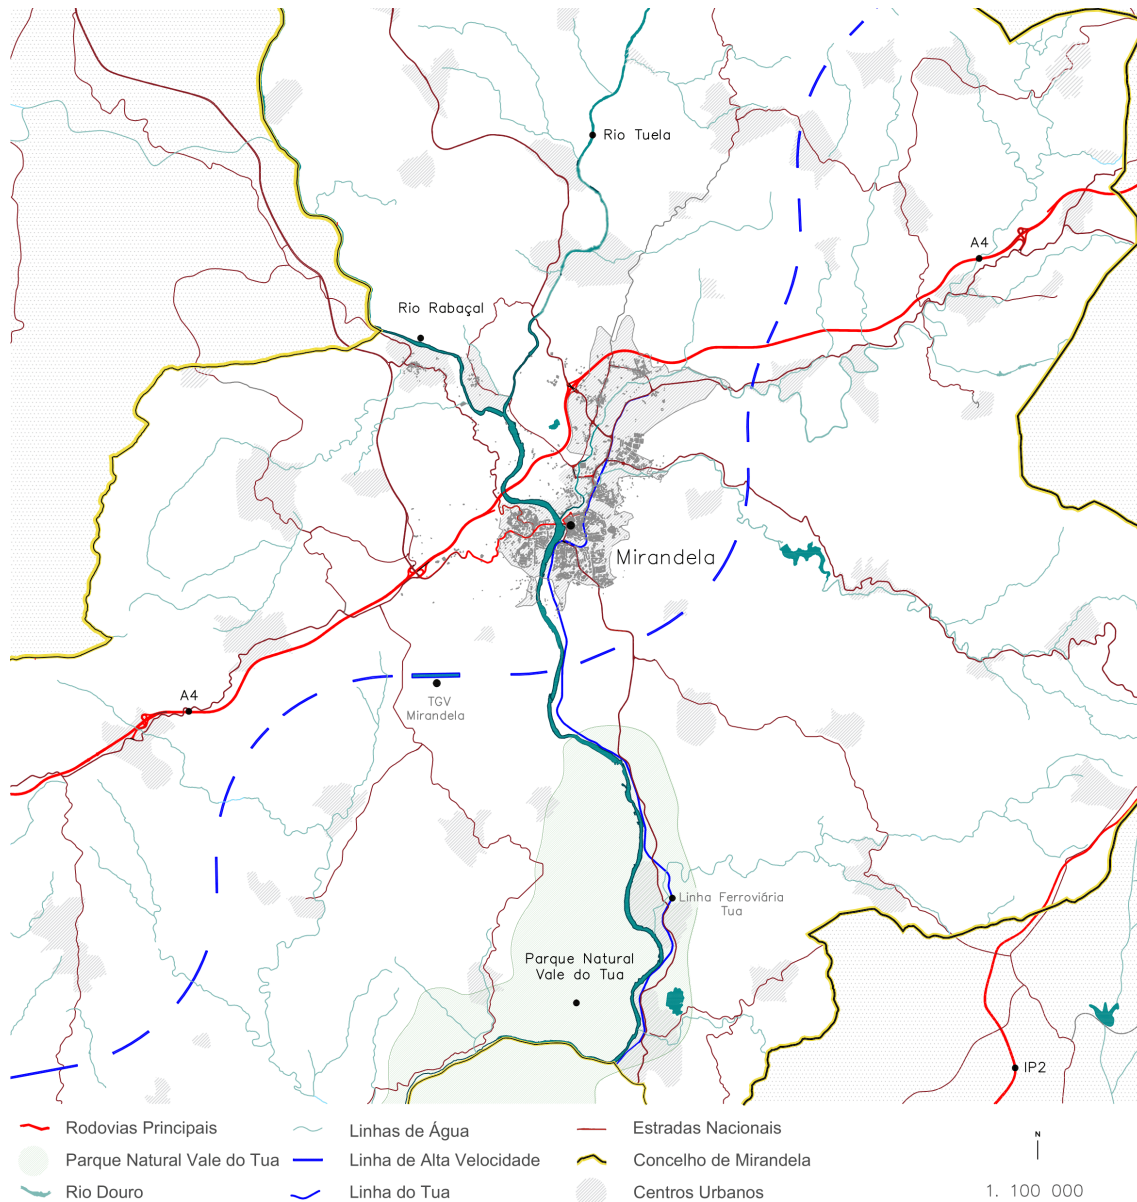 Rio Tuela
A4
Rio Rabaçal
Mirandela
A4
TGV
Mirandela
Linha Ferroviária
Tua
Parque Natural
Vale do Tua
IP2
Rodovias Principais
Linhas de Água
Estradas Nacionais
N
Parque Natural Vale do Tua
Linha de Alta Velocidade
Concelho de Mirandela
Rio Douro
Linha do Tua
Centros Urbanos
1. 100 000